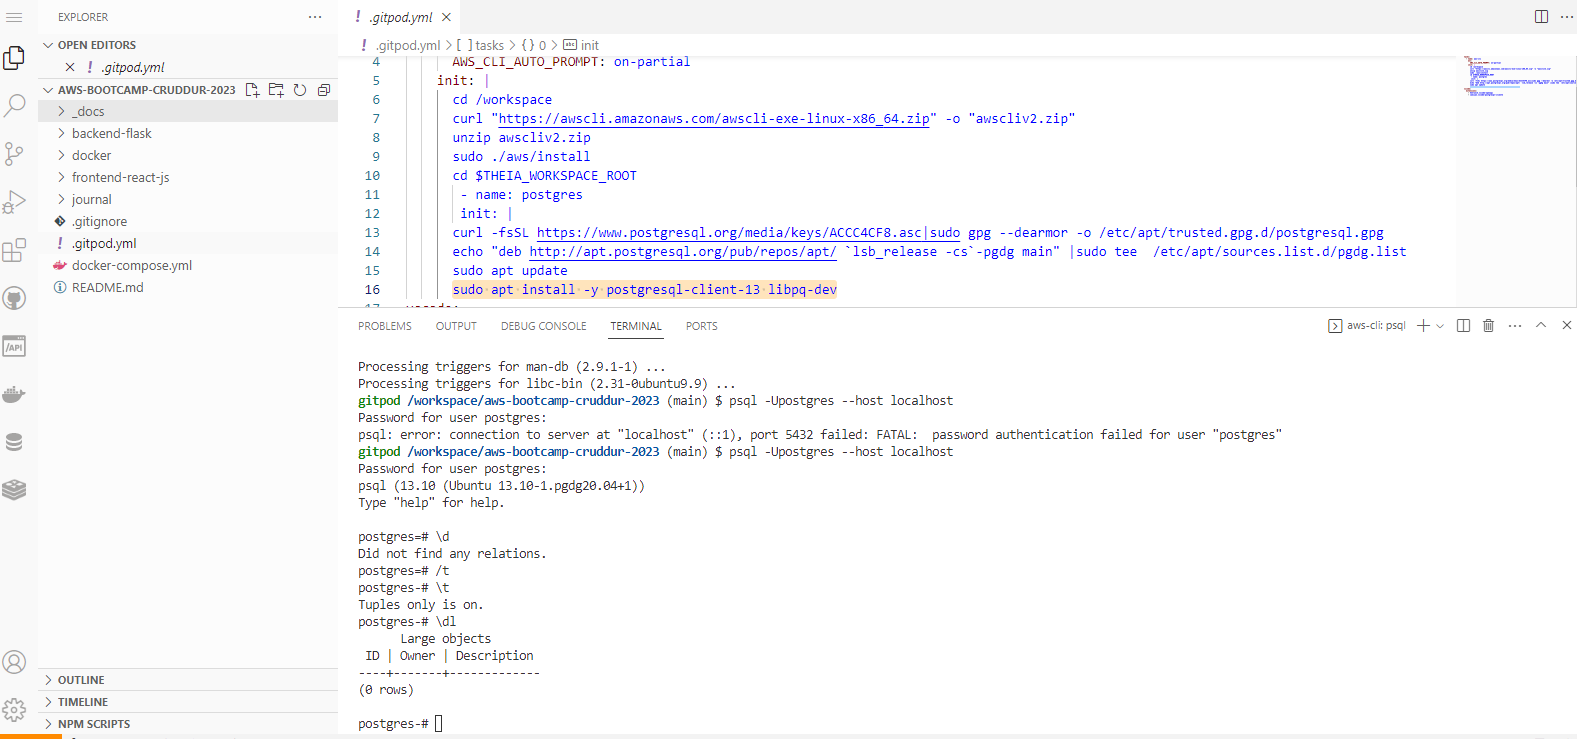 EXPLORER
OPEN EDITORS
.gitpod.yml
AWS-BOOTCAMP-CRUDDUR-2023
_docs
backend-flask
docker
frontend-react-js
journal
.gitignore
.gitpod.yml
docker-compose.yml
README.md
OUTLINE
TIMELINE
NPM SCRIPTS
.gitpod.yml
.gitpod.yml > [ ] tasks > { } 0 > abc init
4 AWS_CLI_AUTO_PROMPT: on-partial
5 init: |
6 cd /workspace
7 curl "https://awscli.amazonaws.com/awscli-exe-linux-x86_64.zip" -o "awscliv2.zip"
8 unzip awscliv2.zip
9 sudo ./aws/install
10 cd $THEIA_WORKSPACE_ROOT
11 - name: postgres
12 init: |
13 curl -fsSL https://www.postgresql.org/media/keys/ACCC4CF8.asc|sudo gpg --dearmor -o /etc/apt/trusted.gpg.d/postgresql.gpg
14 echo "deb http://apt.postgresql.org/pub/repos/apt/ `lsb_release -cs`-pgdg main" |sudo tee  /etc/apt/sources.list.d/pgdg.list
15 sudo apt update
16 sudo apt install -y postgresql-client-13 libpq-dev
PROBLEMS OUTPUT DEBUG CONSOLE TERMINAL PORTS
aws-cli: psql
Processing triggers for man-db (2.9.1-1) ...
Processing triggers for libc-bin (2.31-0ubuntu9.9) ...
gitpod /workspace/aws-bootcamp-cruddur-2023 (main) $ psql -Upostgres --host localhost
Password for user postgres:
psql: error: connection to server at "localhost" (::1), port 5432 failed: FATAL:  password authentication failed for user "postgres"
gitpod /workspace/aws-bootcamp-cruddur-2023 (main) $ psql -Upostgres --host localhost
Password for user postgres:
psql (13.10 (Ubuntu 13.10-1.pgdg20.04+1))
Type "help" for help.
postgres=# \d
Did not find any relations.
postgres=# /t
postgres-# \t
Tuples only is on.
postgres-# \dl
Large objects
ID | Owner | Description
----+-------+-------------
(0 rows)
postgres-#